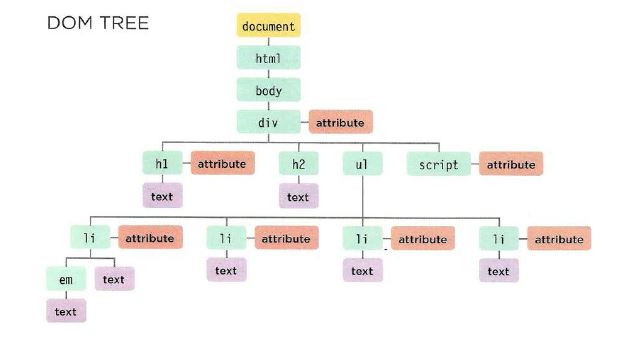 DOM TREE
document
html
body
div attribute
h1 attribute h2 ul script attribute
text text
li attribute li attribute li attribute li attribute
em text text text text
text